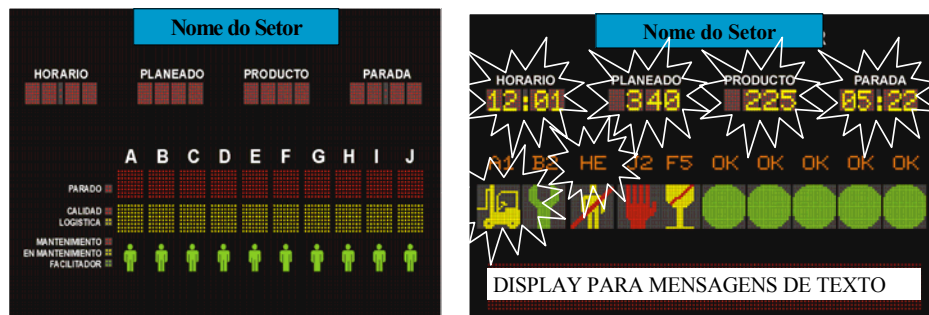 Nome do Setor
HORARIO PLANEADO PRODUCTO PARADA
A B C D E F G H I J
PARADO
CALIDAD
LOGISTICA
MANTENIMIENTO
EN MANTENIMIENTO
FACILITADOR
Nome do Setor
HORARIO PLANEADO PRODUCTO PARADA
12:01 340 225 05:22
A1 B2 HE J2 F5 OK OK OK OK OK
DISPLAY PARA MENSAGENS DE TEXTO